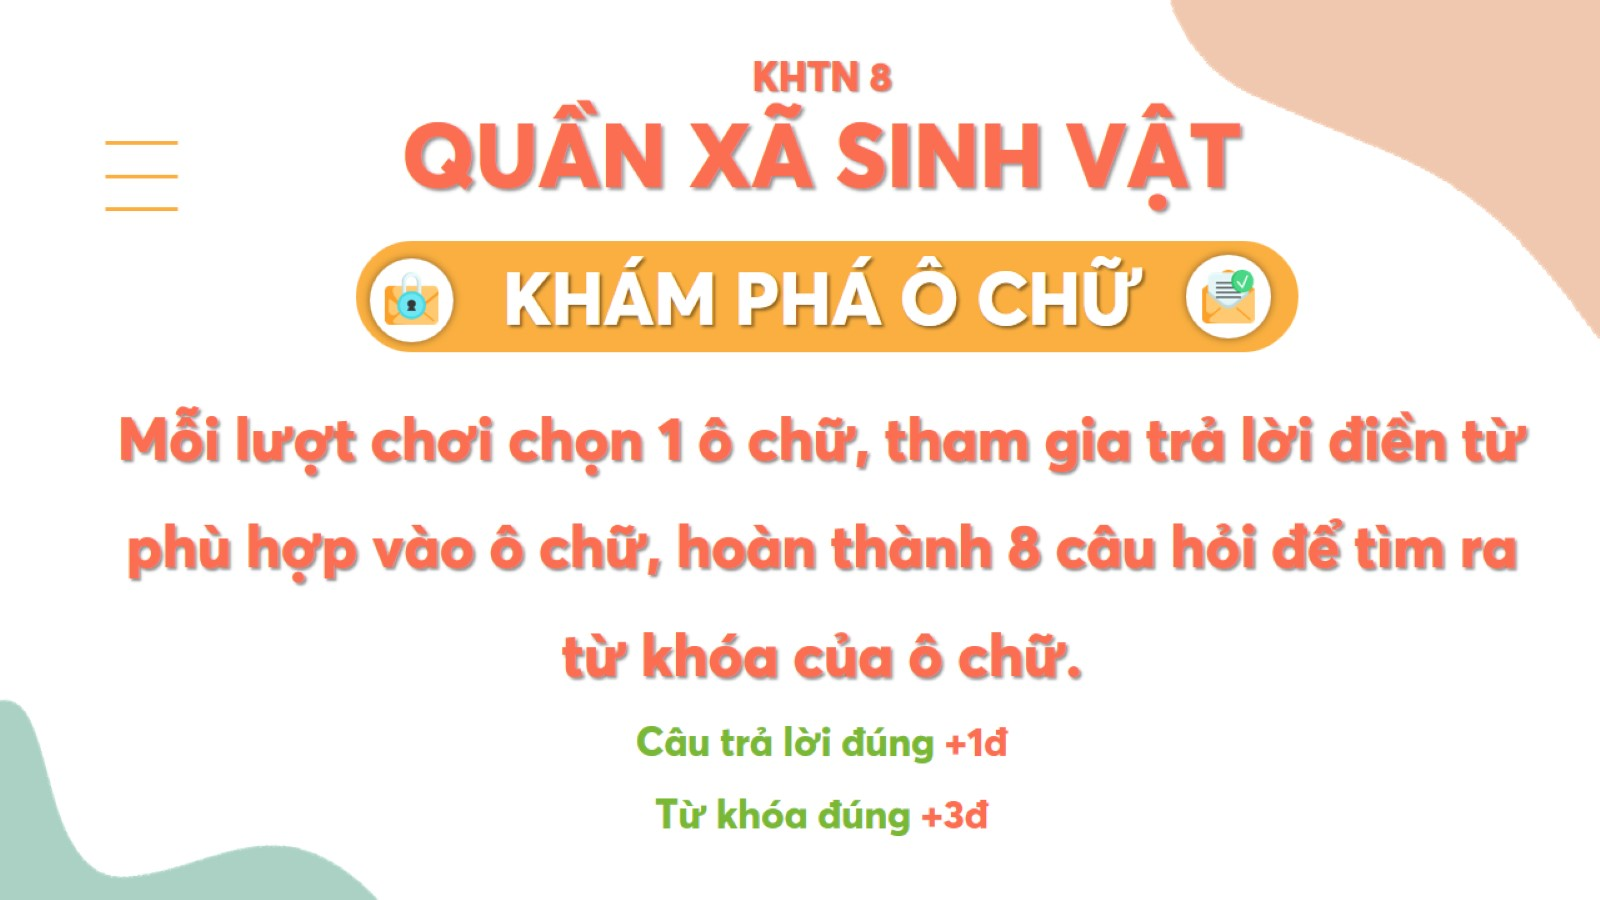 KHTN 8
QUẦN XÃ SINH VẬT
KHÁM PHÁ Ô CHỮ
Mỗi lượt chơi chọn 1 ô chữ, tham gia trả lời điền từ
phù hợp vào ô chữ, hoàn thành 8 câu hỏi để tìm ra
từ khóa của ô chữ.
Câu trả lời đúng +1đ
Từ khóa đúng +3đ